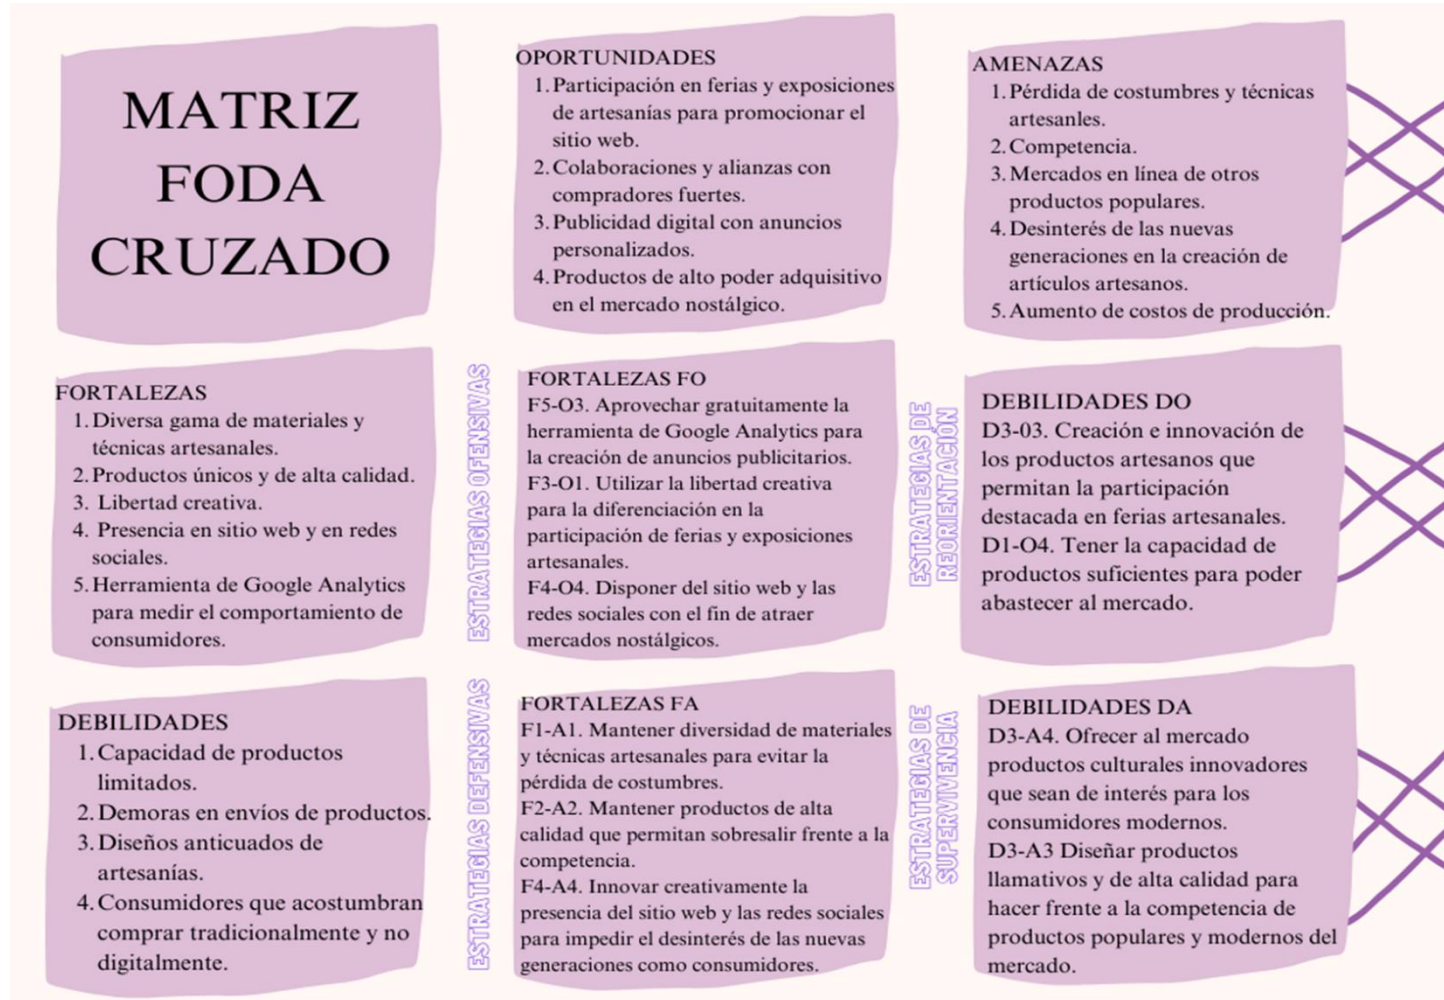 MATRIZ
FODA
CRUZADO
OPORTUNIDADES
1. Participación en ferias y exposiciones
de artesanías para promocionar el
sitio web.
2. Colaboraciones y alianzas con
compradores fuertes.
3. Publicidad digital con anuncios
personalizados.
4. Productos de alto poder adquisitivo
en el mercado nostálgico.
AMENAZAS
1. Pérdida de costumbres y técnicas
artesanles.
2. Competencia.
3. Mercados en línea de otros
productos populares.
4. Desinterés de las nuevas
generaciones en la creación de
artículos artesanos.
5. Aumento de costos de producción.
FORTALEZAS
1. Diversa gama de materiales y
técnicas artesanales.
2. Productos únicos y de alta calidad.
3. Libertad creativa.
4. Presencia en sitio web y en redes
sociales.
5. Herramienta de Google Analytics
para medir el comportamiento de
consumidores.
ESTRATEGIAS OFENSIVAS
FORTALEZAS FO
F5-O3. Aprovechar gratuitamente la
herramienta de Google Analytics para
la creación de anuncios publicitarios.
F3-O1. Utilizar la libertad creativa
para la diferenciación en la
participación de ferias y exposiciones
artesanales.
F4-O4. Disponer del sitio web y las
redes sociales con el fin de atraer
mercados nostálgicos.
ESTRATEGIAS DE
REORIENTACIÓN
DEBILIDADES DO
D3-03. Creación e innovación de
los productos artesanos que
permitan la participación
destacada en ferias artesanales.
D1-O4. Tener la capacidad de
productos suficientes para poder
abastecer al mercado.
DEBILIDADES
1. Capacidad de productos
limitados.
2. Demoras en envíos de productos.
3. Diseños anticuados de
artesanías.
4. Consumidores que acostumbran
comprar tradicionalmente y no
digitalmente.
ESTRATEGIAS DEFENSIVAS
FORTALEZAS FA
F1-A1. Mantener diversidad de materiales
y técnicas artesanales para evitar la
pérdida de costumbres.
F2-A2. Mantener productos de alta
calidad que permitan sobresalir frente a la
competencia.
F4-A4. Innovar creativamente la
presencia del sitio web y las redes sociales
para impedir el desinterés de las nuevas
generaciones como consumidores.
ESTRATEGIAS DE
SUPERVIVENCIA
DEBILIDADES DA
D3-A4. Ofrecer al mercado
productos culturales innovadores
que sean de interés para los
consumidores modernos.
D3-A3 Diseñar productos
llamativos y de alta calidad para
hacer frente a la competencia de
productos populares y modernos del
mercado.